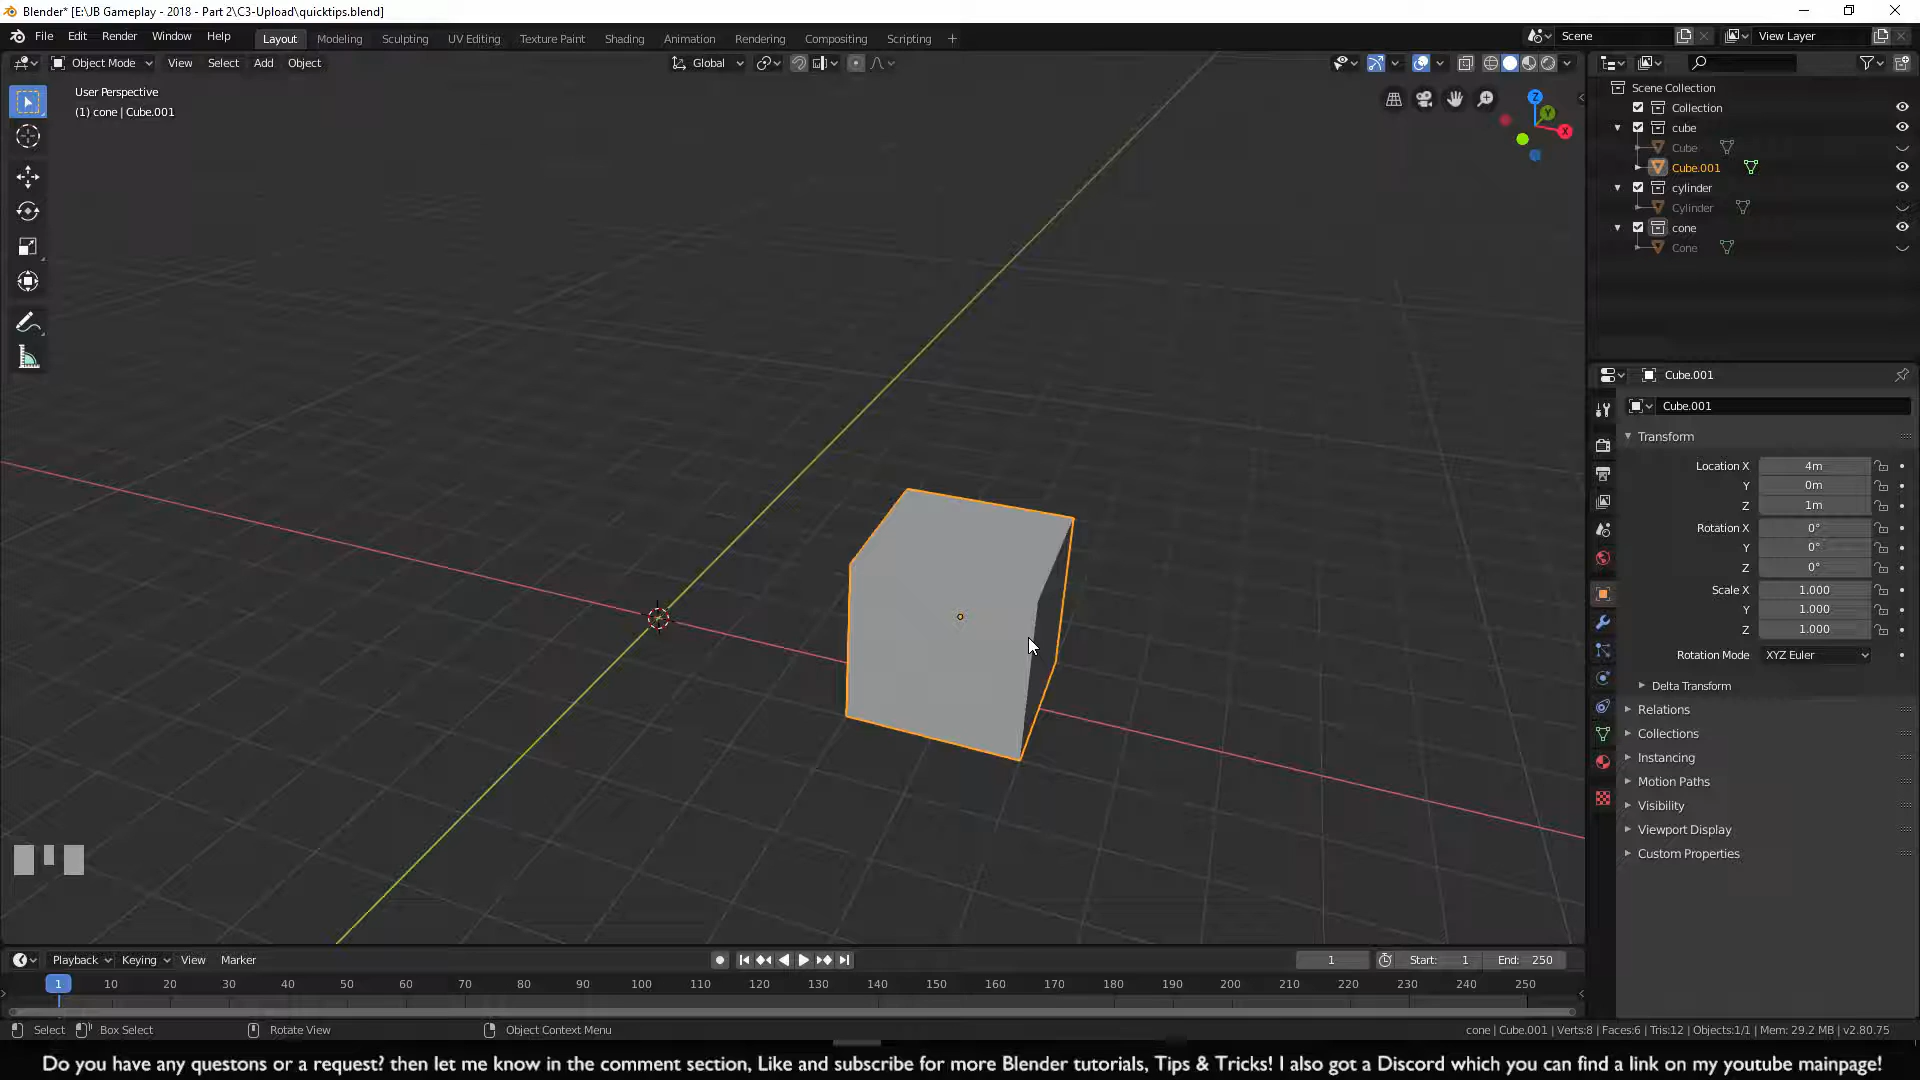 Blender* [E:\JB Gameplay - 2018 - Part 2\C3-Upload\quicktips.blend]
File Edit Render Window Help Layout Modeling Sculpting UV Editing Texture Paint Shading Animation Rendering Compositing Scripting + Scene View Layer
Object Mode View Select Add Object Global
User Perspective
(1) cone | Cube.001
Z
Y
X
Scene Collection
Collection
cube
Cube
Cube.001
cylinder
Cylinder
cone
Cone
Cube.001
Cube.001
Transform
Location X 4m
Y 0m
Z 1m
Rotation X 0°
Y 0°
Z 0°
Scale X 1.000
Y 1.000
Z 1.000
Rotation Mode XYZ Euler
Delta Transform
Relations
Collections
Instancing
Motion Paths
Visibility
Viewport Display
Custom Properties
Playback Keying View Marker 1 Start: 1 End: 250
1 10 20 30 40 50 60 70 80 90 100 110 120 130 140 150 160 170 180 190 200 210 220 230 240 250
Select Box Select Rotate View Object Context Menu cone | Cube.001 | Verts:8 | Faces:6 | Tris:12 | Objects:1/1 | Mem: 29.2 MB | v2.80.75
Do you have any questons or a request? then let me know in the comment section, Like and subscribe for more Blender tutorials, Tips & Tricks! I also got a Discord which you can find a link on my youtube mainpage!